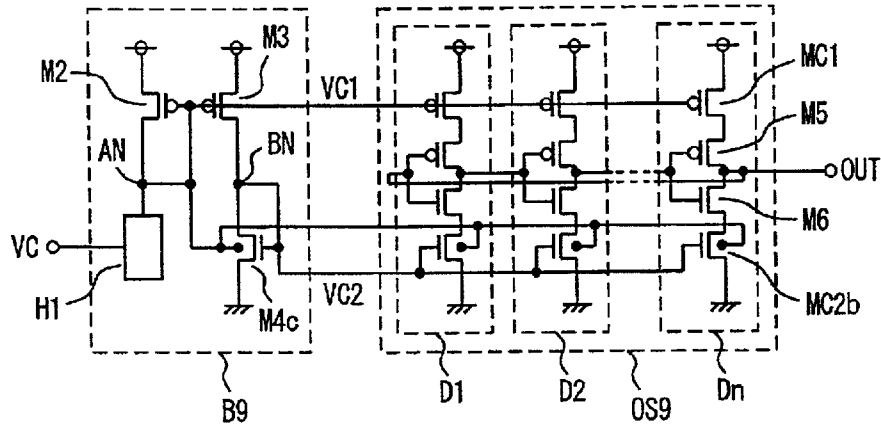 M3
MC1
M2
VC1
M5
AN
BN
OUT
M6
VC
VC2
H1
M4c
MC2b
D1
D2
Dn
B9
OS9